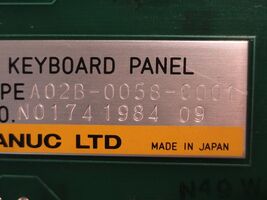 KEYBOARD PANEL
PE A02B-0058-C001
O. N01741984 09
ANUC LTD MADE IN JAPAN